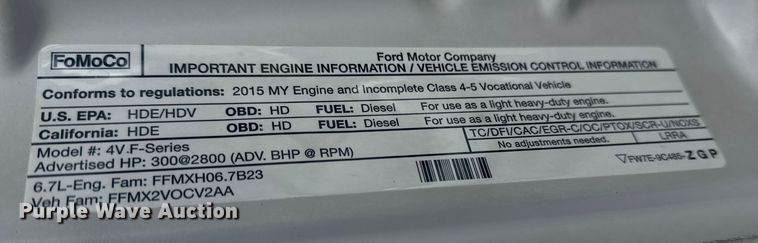 FoMoCo
Ford Motor Company
IMPORTANT ENGINE INFORMATION / VEHICLE EMISSION CONTROL INFORMATION
Conforms to regulations: 2015 MY Engine and Incomplete Class 4-5 Vocational Vehicle
U.S. EPA: HDE/HDV OBD: HD FUEL: Diesel For use as a light heavy-duty engine.
California: HDE OBD: HD FUEL: Diesel For use as a light heavy-duty engine.
Model #: 4V.F-Series TC/DFI/CAC/EGR-C/OC/PTOX/SCR-U/NOXS
Advertised HP: 300@2800 (ADV. BHP @ RPM) No adjustments needed. LRRA
6.7L-Eng. Fam: FFMXH06.7B23 FW7E-9C485-ZGP
Veh Fam: FFMX2VOCV2AA
Purple Wave Auction